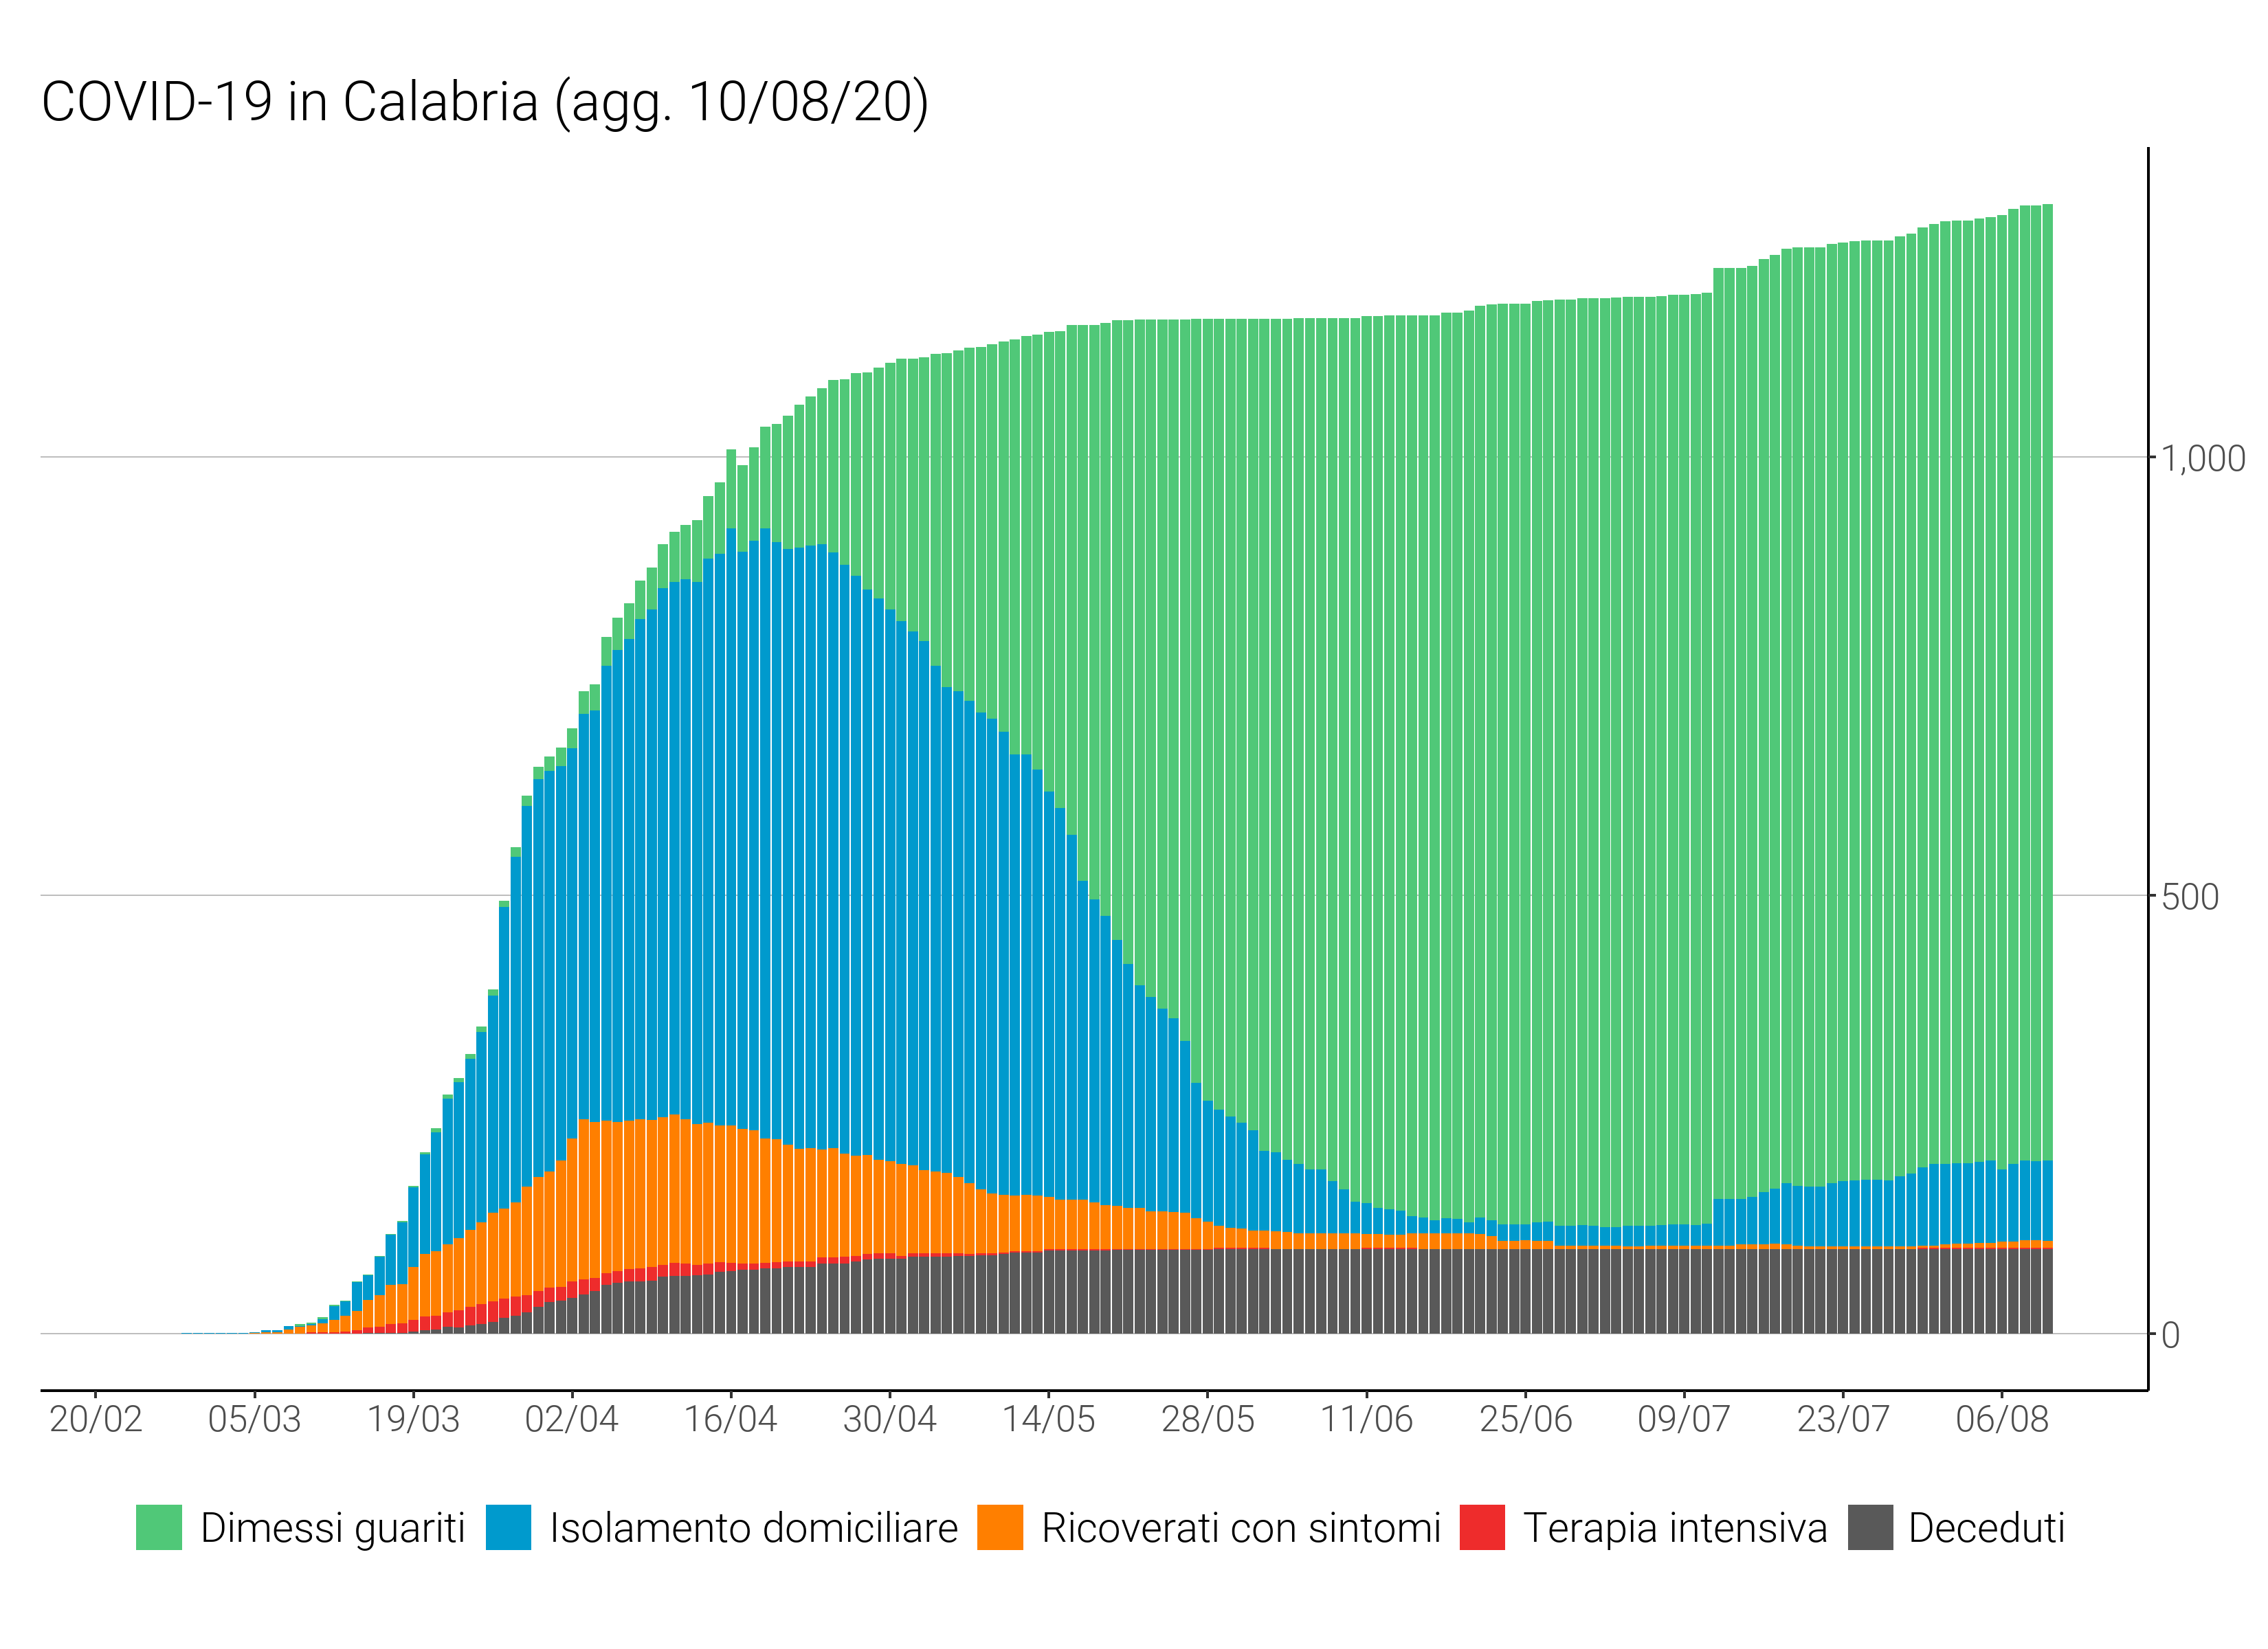 COVID-19 in Calabria (agg. 10/08/20)
1,000
500
0
20/02 05/03 19/03 02/04 16/04 30/04 14/05 28/05 11/06 25/06 09/07 23/07 06/08
Dimessi guariti Isolamento domiciliare Ricoverati con sintomi Terapia intensiva Deceduti